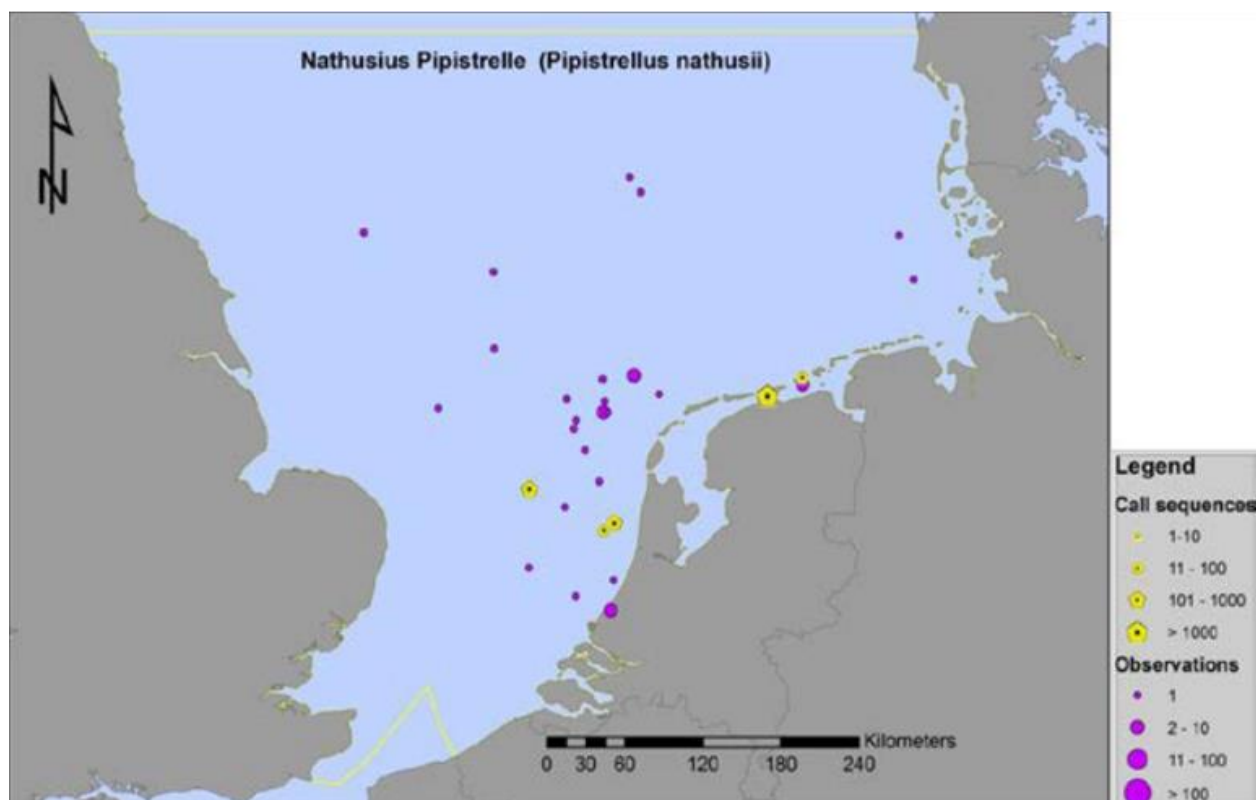 Nathusius Pipistrelle (Pipistrellus nathusii)
N
Legend
Call sequences
1-10
11 - 100
101 - 1000
> 1000
Observations
1
2 - 10
11 - 100
> 100
Kilometers
0 30 60 120 180 240